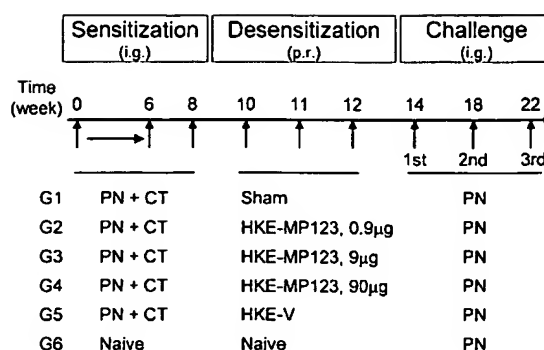 Sensitization Desensitization Challenge
(i.g.) (p.r.) (i.g.)
Time
(week)
0 6 8 10 11 12 14 18 22
1st 2nd 3rd
G1 PN + CT Sham PN
G2 PN + CT HKE-MP123, 0.9µg PN
G3 PN + CT HKE-MP123, 9µg PN
G4 PN + CT HKE-MP123, 90µg PN
G5 PN + CT HKE-V PN
G6 Naive Naive PN